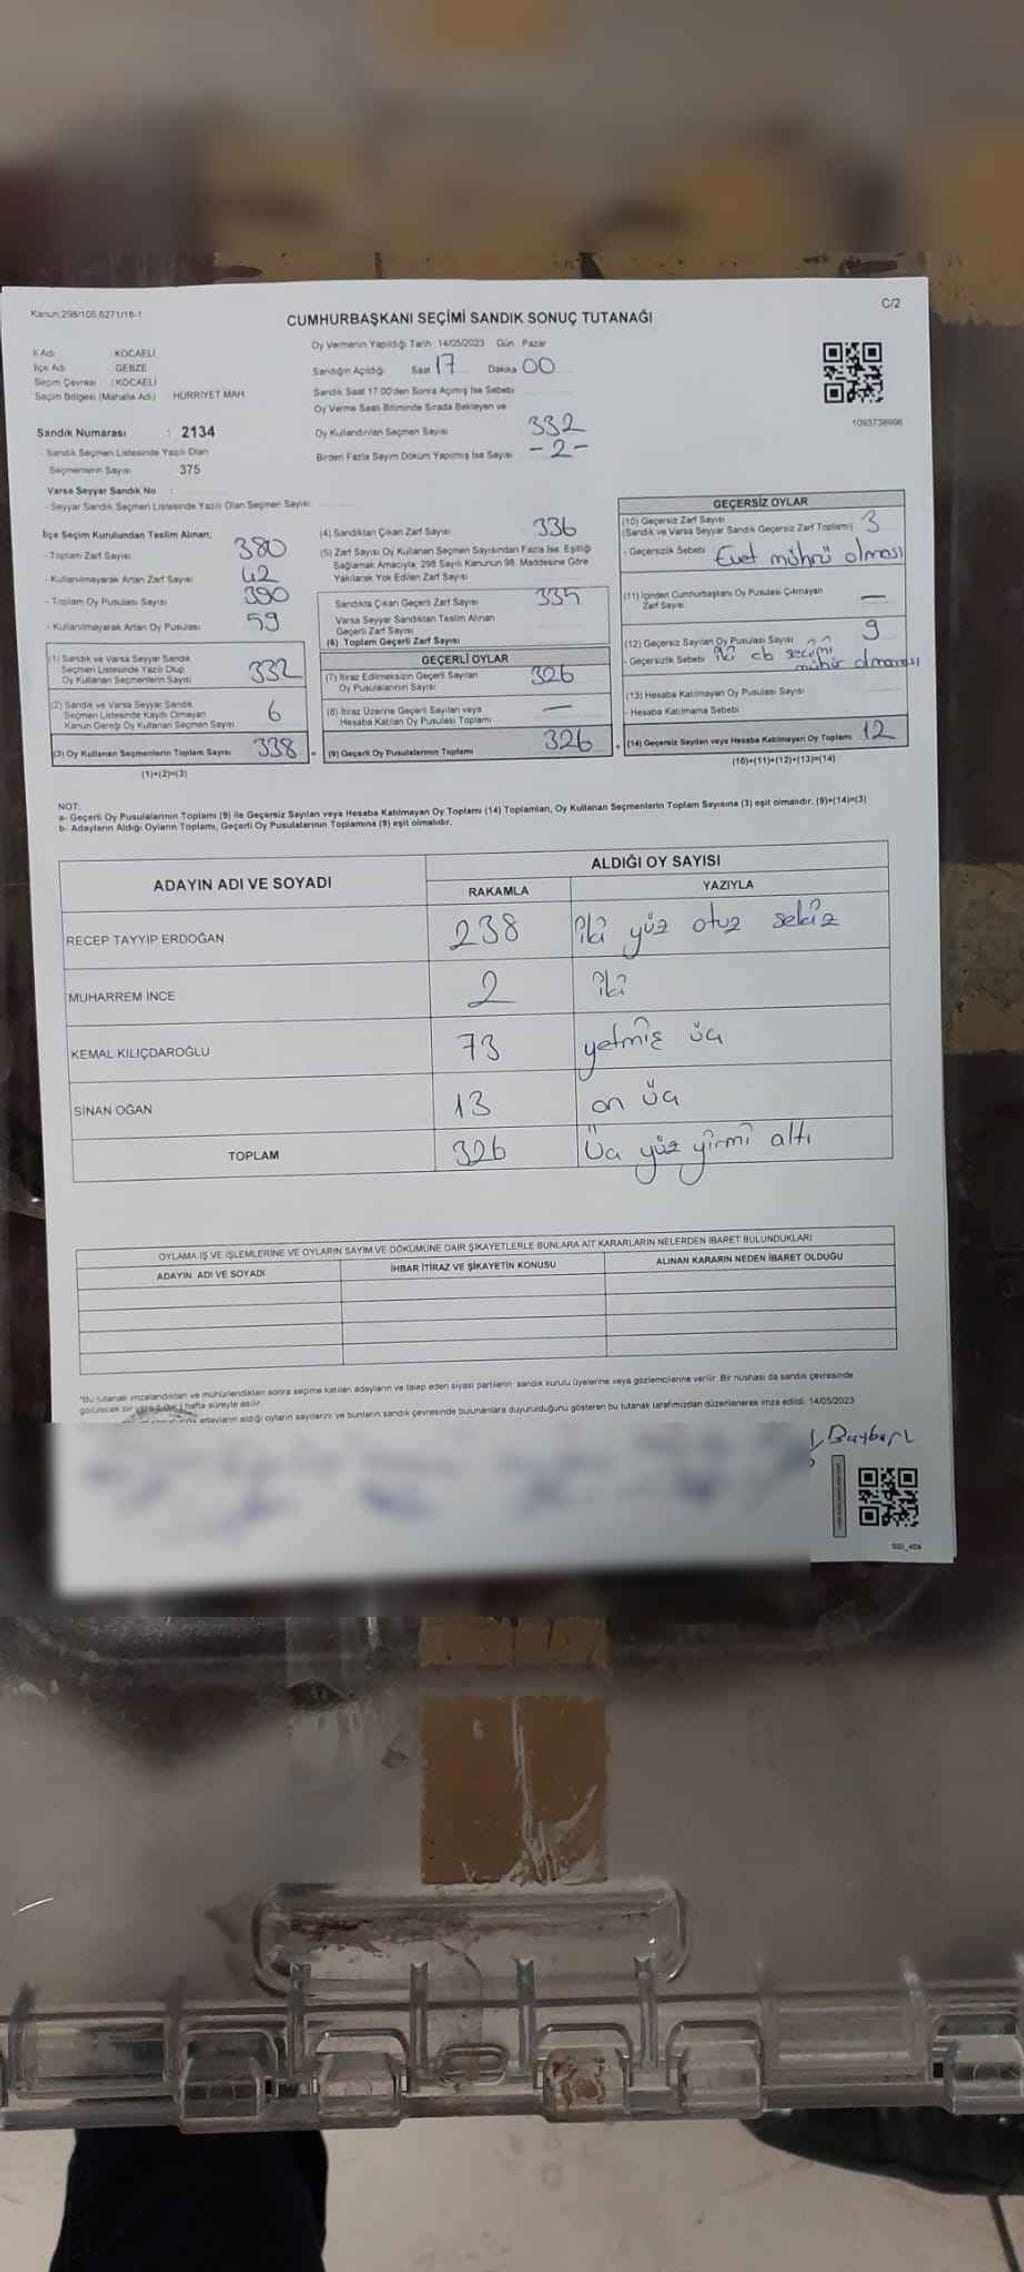 Kanun:298/105.6271/16-1
C/2
CUMHURBAŞKANI SEÇİMİ SANDIK SONUÇ TUTANAĞI
İl Adı : KOCAELİ
İlçe Adı : GEBZE
Seçim Çevresi : KOCAELİ
Seçim Bölgesi (Mahalle Adı) HÜRRİYET MAH.
Oy Vermenin Yapıldığı Tarih: 14/05/2023 Gün : Pazar
Sandığın Açıldığı Saat 17 Dakika 00
Sandık Saat 17.00'den Sonra Açılmış İse Sebebi
Oy Verme Saati Bitiminde Sırada Bekleyen ve
Oy Kullandırılan Seçmen Sayısı 332
Birden Fazla Sayım Döküm Yapılmış İse Sayısı -2-
1093738996
Sandık Numarası : 2134
Sandık Seçmen Listesinde Yazılı Olan
Seçmenlerin Sayısı 375
Varsa Seyyar Sandık No :
- Seyyar Sandık Seçmen Listesinde Yazılı Olan Seçmen Sayısı
İlçe Seçim Kurulundan Teslim Alınan;
- Toplam Zarf Sayısı 380
- Kullanılmayarak Artan Zarf Sayısı 42
- Toplam Oy Pusulası Sayısı 390
- Kullanılmayarak Artan Oy Pusulası 59
(1) Sandık ve Varsa Seyyar Sandık
Seçmen Listesinde Yazılı Olup
Oy Kullanan Seçmenlerin Sayısı 332
(2) Sandık ve Varsa Seyyar Sandık
Seçmen Listesinde Kayıtlı Olmayan
Kanun Gereği Oy Kullanan Seçmen Sayısı 6
(3) Oy Kullanan Seçmenlerin Toplam Sayısı 338 =
(1)+(2)=(3)
(4) Sandıktan Çıkan Zarf Sayısı 336
(5) Zarf Sayısı Oy Kullanan Seçmen Sayısından Fazla İse, Eşitliği
Sağlamak Amacıyla; 298 Sayılı Kanunun 98. Maddesine Göre
Yakılarak Yok Edilen Zarf Sayısı
Sandıkta Çıkan Geçerli Zarf Sayısı 335
Varsa Seyyar Sandıktan Teslim Alınan
Geçerli Zarf Sayısı
(6) Toplam Geçerli Zarf Sayısı
GEÇERLİ OYLAR
(7) İtiraz Edilmeksizin Geçerli Sayılan
Oy Pusulalarının Sayısı 326
(8) İtiraz Üzerine Geçerli Sayılan veya
Hesaba Katılan Oy Pusulası Toplamı —
(9) Geçerli Oy Pusulalarının Toplamı 326 +
GEÇERSİZ OYLAR
(10) Geçersiz Zarf Sayısı
(Sandık ve Varsa Seyyar Sandık Geçersiz Zarf Toplamı) 3
- Geçersizlik Sebebi Evet mührü olması
(11) İçinden Cumhurbaşkanı Oy Pusulası Çıkmayan
Zarf Sayısı —
(12) Geçersiz Sayılan Oy Pusulası Sayısı 9
- Geçersizlik Sebebi iki cb seçimi
mühür olmaması
(13) Hesaba Katılmayan Oy Pusulası Sayısı
- Hesaba Katılmama Sebebi
(14) Geçersiz Sayılan veya Hesaba Katılmayan Oy Toplamı 12
(10)+(11)+(12)+(13)=(14)
NOT:
a- Geçerli Oy Pusulalarının Toplamı (9) ile Geçersiz Sayılan veya Hesaba Katılmayan Oy Toplamı (14) Toplamları, Oy Kullanan Seçmenlerin Toplam Sayısına (3) eşit olmalıdır. (9)+(14)=(3)
b- Adayların Aldığı Oyların Toplamı, Geçerli Oy Pusulalarının Toplamına (9) eşit olmalıdır.
ADAYIN ADI VE SOYADI
ALDIĞI OY SAYISI
RAKAMLA YAZIYLA
RECEP TAYYİP ERDOĞAN 238 iki yüz otuz sekiz
MUHARREM İNCE 2 iki
KEMAL KILIÇDAROĞLU 73 yetmiş üç
SİNAN OĞAN 13 on üç
TOPLAM 326 Üç yüz yirmi altı
OYLAMA İŞ VE İŞLEMLERİNE VE OYLARIN SAYIM VE DÖKÜMÜNE DAİR ŞİKAYETLERLE BUNLARA AİT KARARLARIN NELERDEN İBARET BULUNDUKLARI
ADAYIN ADI VE SOYADI İHBAR İTİRAZ VE ŞİKAYETİN KONUSU ALINAN KARARIN NEDEN İBARET OLDUĞU
*Bu tutanak imzalandıktan ve mühürlendikten sonra seçime katılan adayların ve talep eden siyasi partilerin sandık kurulu üyelerine veya gözlemcilerine verilir. Bir nüshası da sandık çevresinde
görülecek bir yere hafta süreyle asılır.
adayların aldığı oyların sayılarını ve bunların sandık çevresinde bulunanlara duyurulduğunu gösteren bu tutanak tarafımızdan düzenlenerek imza edildi. 14/05/2023